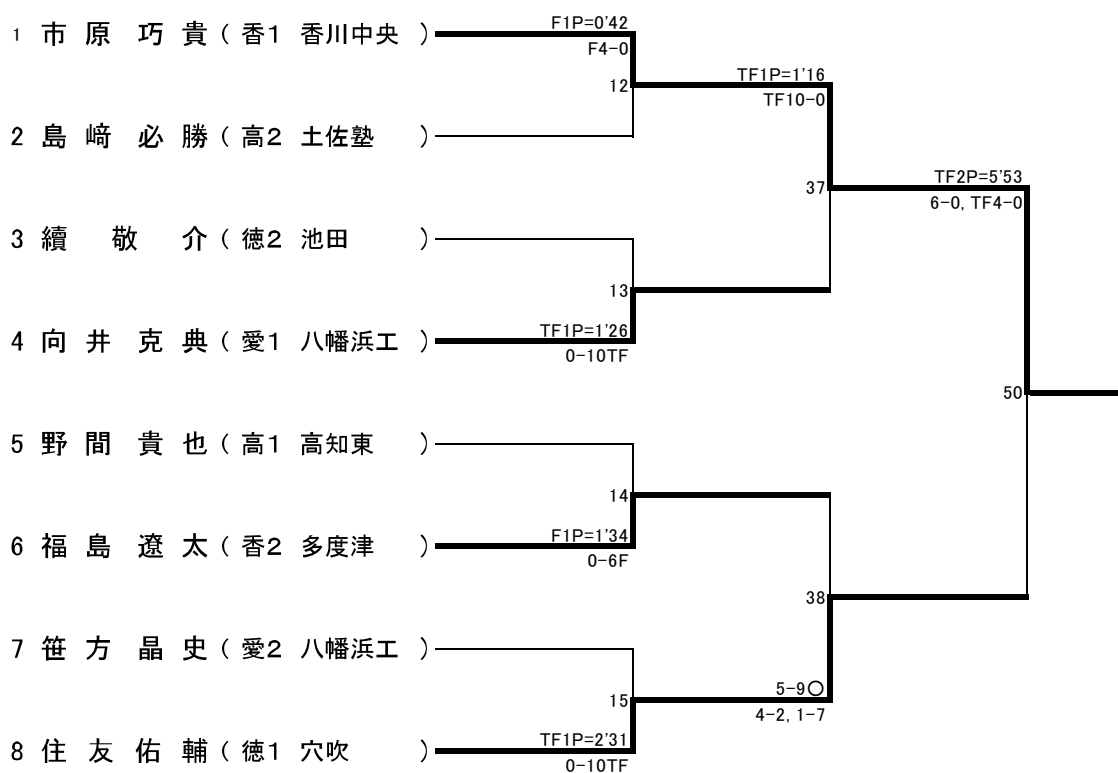 1 市 原 巧 貴 ( 香1 香川中央 )
F1P=0'42
F4-0
12
TF1P=1'16
TF10-0
2 島 﨑 必 勝 ( 高2 土佐塾 )
37
TF2P=5'53
6-0, TF4-0
3 續 敬 介 ( 徳2 池田 )
13
4 向 井 克 典 ( 愛1 八幡浜工 )
TF1P=1'26
0-10TF
50
5 野 間 貴 也 ( 高1 高知東 )
14
6 福 島 遼 太 ( 香2 多度津 )
F1P=1'34
0-6F
38
7 笹 方 晶 史 ( 愛2 八幡浜工 )
15
5-9○
4-2, 1-7
8 住 友 佑 輔 ( 徳1 穴吹 )
TF1P=2'31
0-10TF